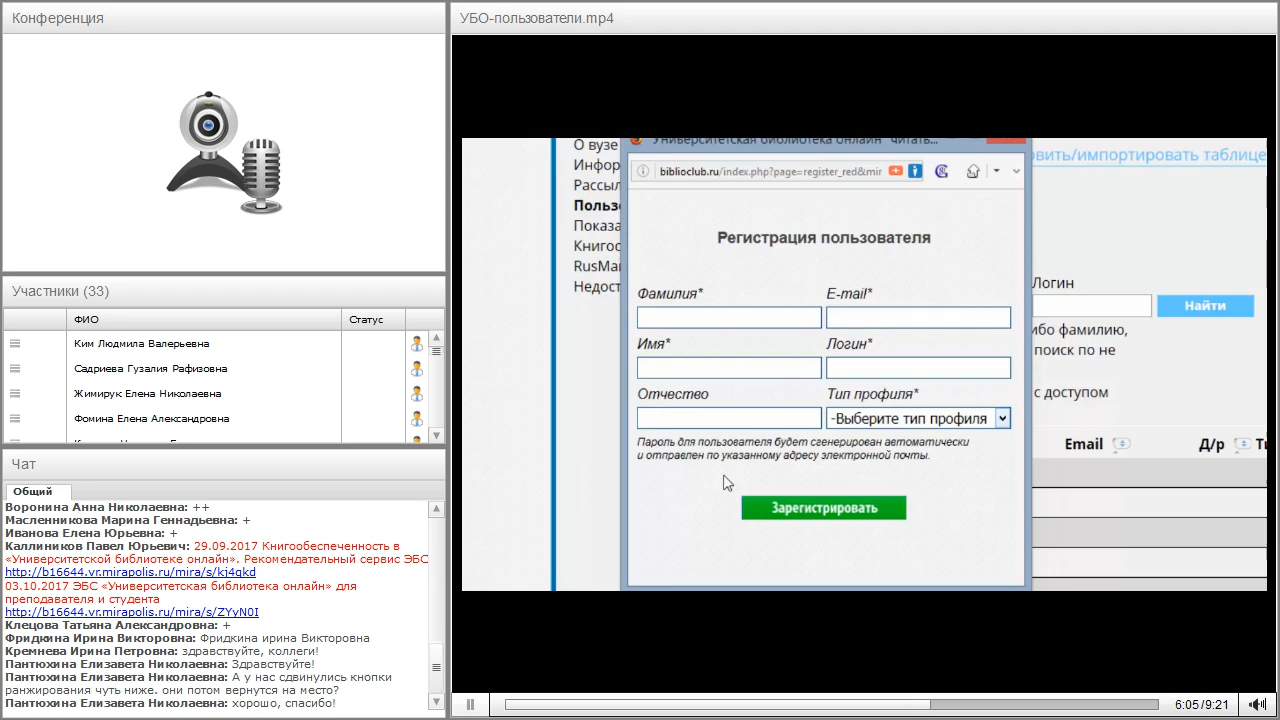 Конференция
УБО-пользователи.mp4
Участники (33)
ФИО
Статус
Ким Людмила Валерьевна
Садриева Гузалия Рафизовна
Жимирук Елена Николаевна
Фомина Елена Александровна
Чат
Общий
Воронина Анна Николаевна: ++
Масленникова Марина Геннадьевна: +
Иванова Елена Юрьевна: +
Каллиников Павел Юрьевич: 29.09.2017 Книгообеспеченность в
«Университетской библиотеке онлайн». Рекомендательный сервис ЭБС
http://b16644.vr.mirapolis.ru/mira/s/kj4qkd
03.10.2017 ЭБС «Университетская библиотека онлайн» для
преподавателя и студента
http://b16644.vr.mirapolis.ru/mira/s/ZYyN0I
Клецова Татьяна Александровна: +
Фридкина Ирина Викторовна: Фридкина ирина Викторовна
Кремнева Ирина Петровна: здравствуйте, коллеги!
Пантюхина Елизавета Николаевна: Здравствуйте!
Пантюхина Елизавета Николаевна: А у нас сдвинулись кнопки
ранжирования чуть ниже. они потом вернутся на место?
Пантюхина Елизавета Николаевна: хорошо, спасибо!
О вузе
Инфор
Рассыл
Польз
Показа
Книгос
RusMa
Недост
Университетская библиотека онлайн" читать...
biblioclub.ru/index.php?page=register_red&mir
Регистрация пользователя
Фамилия*
E-mail*
Имя*
Логин*
Отчество
Тип профиля*
-Выберите тип профиля
Пароль для пользователя будет сгенерирован автоматически
и отправлен по указанному адресу электронной почты.
Зарегистрировать
овить/импортировать таблице
Логин
Найти
ибо фамилию,
поиск по не
с доступом
Email
Д/р
Ти
6:05/9:21